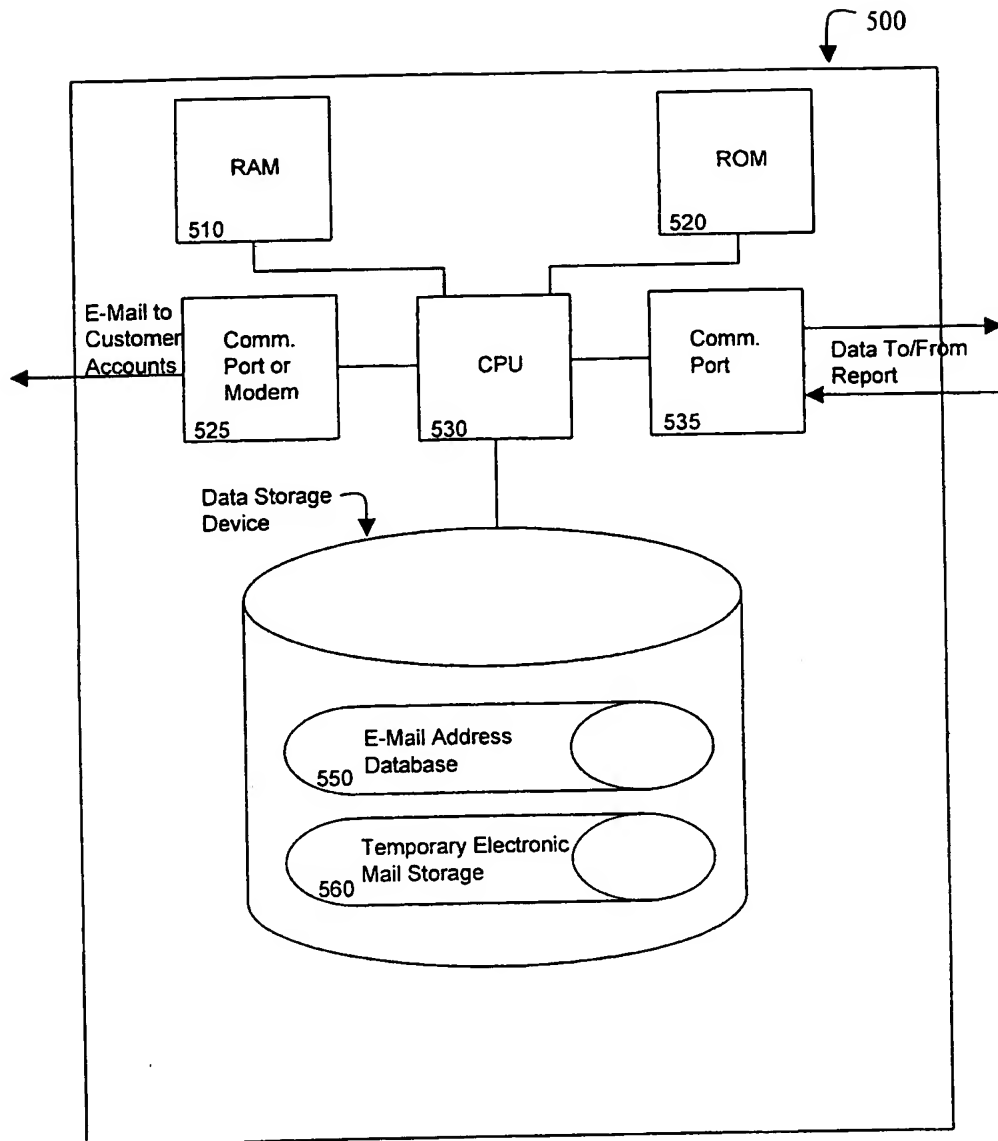 500
RAM
510
ROM
520
E-Mail to
Customer
Accounts
Comm.
Port or
Modem
525
CPU
530
Comm.
Port
535
Data To/From
Report
Data Storage
Device
E-Mail Address
Database
550
Temporary Electronic
Mail Storage
560